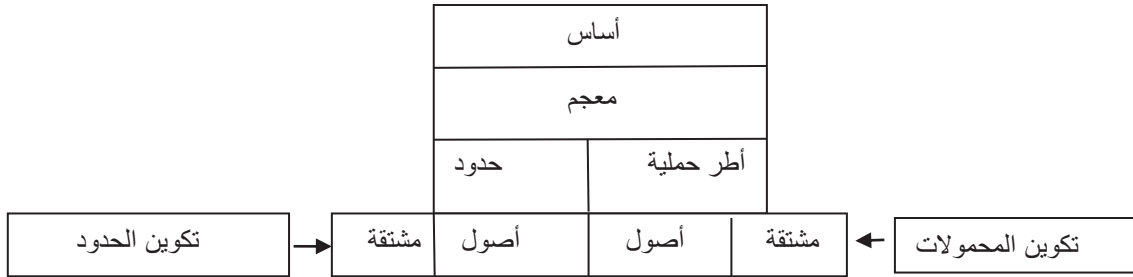 أساس
معجم
أطر حملية حدود
تكوين المحمولات مشتقة أصول أصول مشتقة تكوين الحدود